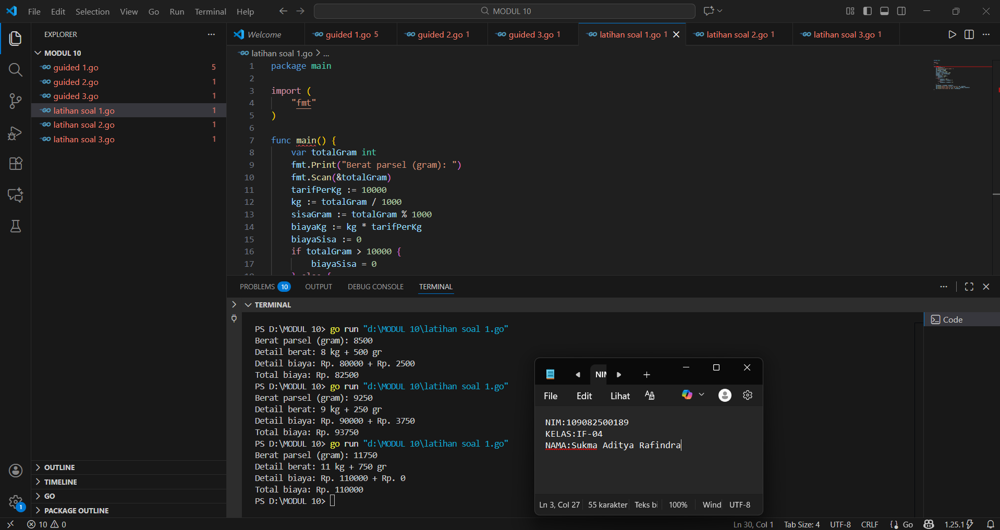 File Edit Selection View Go Run Terminal Help
MODUL 10
EXPLORER
MODUL 10
guided 1.go 5
guided 2.go 1
guided 3.go 1
latihan soal 1.go 1
latihan soal 2.go 1
latihan soal 3.go 1
OUTLINE
TIMELINE
GO
PACKAGE OUTLINE
Welcome
guided 1.go 5
guided 2.go 1
guided 3.go 1
latihan soal 1.go 1
latihan soal 2.go 1
latihan soal 3.go 1
latihan soal 1.go > ...
1 package main
2
3 import (
4 "fmt"
5 )
6
7 func main() {
8 var totalGram int
9 fmt.Print("Berat parsel (gram): ")
10 fmt.Scan(&totalGram)
11 tarifPerKg := 10000
12 kg := totalGram / 1000
13 sisaGram := totalGram % 1000
14 biayaKg := kg * tarifPerKg
15 biayaSisa := 0
16 if totalGram > 10000 {
17 biayaSisa = 0
18 } else {
PROBLEMS 10 OUTPUT DEBUG CONSOLE TERMINAL
TERMINAL
Code
PS D:\MODUL 10> go run "d:\MODUL 10\latihan soal 1.go"
Berat parsel (gram): 8500
Detail berat: 8 kg + 500 gr
Detail biaya: Rp. 80000 + Rp. 2500
Total biaya: Rp. 82500
PS D:\MODUL 10> go run "d:\MODUL 10\latihan soal 1.go"
Berat parsel (gram): 9250
Detail berat: 9 kg + 250 gr
Detail biaya: Rp. 90000 + Rp. 3750
Total biaya: Rp. 93750
PS D:\MODUL 10> go run "d:\MODUL 10\latihan soal 1.go"
Berat parsel (gram): 11750
Detail berat: 11 kg + 750 gr
Detail biaya: Rp. 110000 + Rp. 0
Total biaya: Rp. 110000
PS D:\MODUL 10>
NIM
File Edit Lihat
NIM:109082500189
KELAS:IF-04
NAMA:Sukma Aditya Rafindra
Ln 3, Col 27 55 karakter Teks bi 100% Wind UTF-8
1
10 0
Ln 30, Col 1 Tab Size: 4 UTF-8 CRLF Go 1.25.1